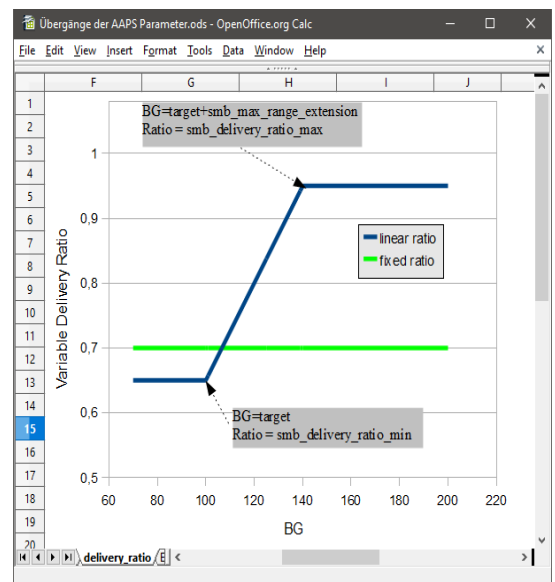 Übergänge der AAPS Parameter.ods - OpenOffice.org Calc
File Edit View Insert Format Tools Data Window Help
F G H I J
1
2
3
4
5
6
7
8
9
10
11
12
13
14
15
16
17
18
19
20
BG=target+smb_max_range_extension
Ratio = smb_delivery_ratio_max
1
0,9
0,8
0,7
0,6
0,5
Variable Delivery Ratio
linear ratio
fixed ratio
BG=target
Ratio = smb_delivery_ratio_min
60 80 100 120 140 160 180 200 220
BG
delivery_ratio